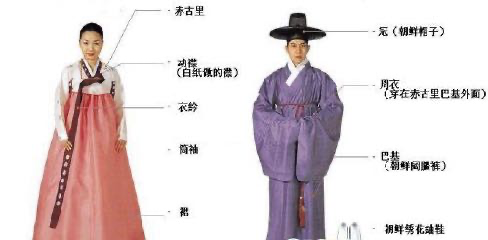 赤古里
动襟
(白纸做的襟)
衣衿
筒袖
裙
冠(朝鲜帽子)
周衣
(穿在赤古里巴基外面)
巴基
(朝鲜阔腿裤)
朝鲜绣花
鞋